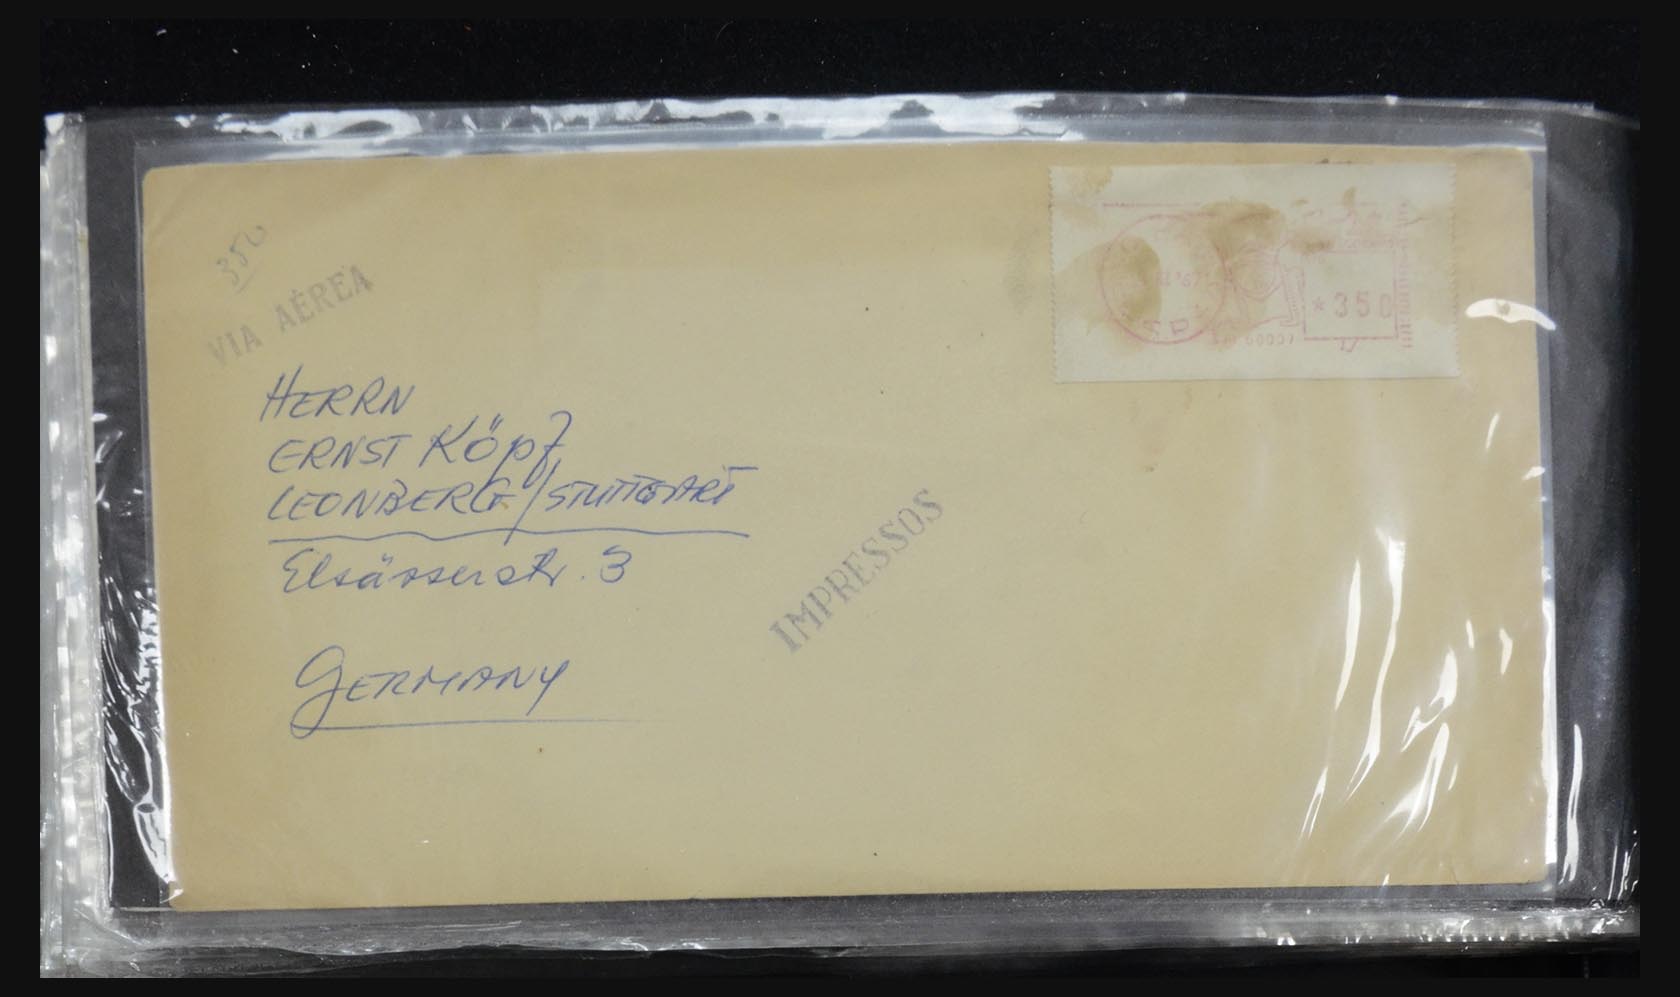 350
VIA AÉREA
*350
HERRN
ERNST Köpf
LEONBERG/STUTTGART
Elsässerstr. 3
IMPRESSOS
GERMANY